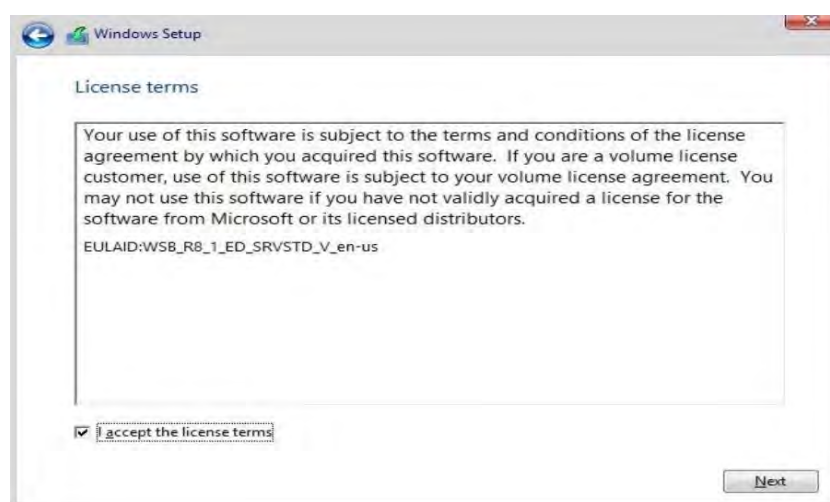 Windows Setup
License terms
Your use of this software is subject to the terms and conditions of the license
agreement by which you acquired this software. If you are a volume license
customer, use of this software is subject to your volume license agreement. You
may not use this software if you have not validly acquired a license for the
software from Microsoft or its licensed distributors.
EULAID:WSB_R8_1_ED_SRVSTD_V_en-us
I accept the license terms
Next